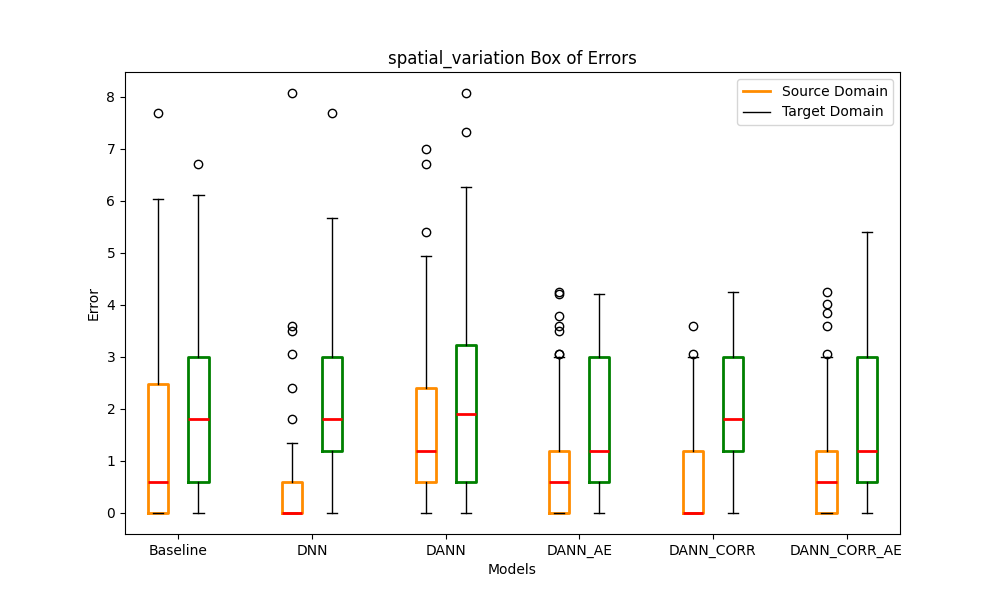 spatial_variation Box of Errors
Source Domain
Target Domain
Error
8
7
6
5
4
3
2
1
0
Baseline
DNN
DANN
DANN_AE
DANN_CORR
DANN_CORR_AE
Models